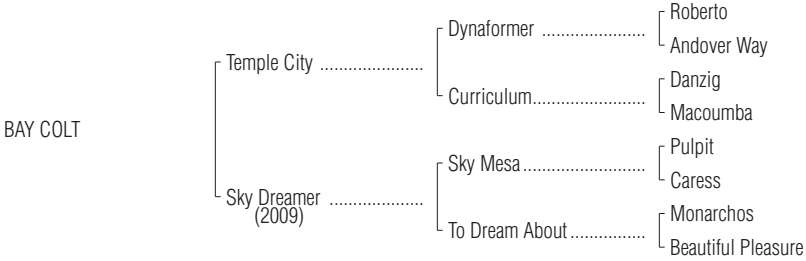 Roberto
Dynaformer ......................
Andover Way
Temple City ......................
Danzig
Curriculum........................
Macoumba
BAY COLT
Pulpit
Sky Mesa..........................
Caress
Sky Dreamer ....................
(2009)
Monarchos
To Dream About................
Beautiful Pleasure